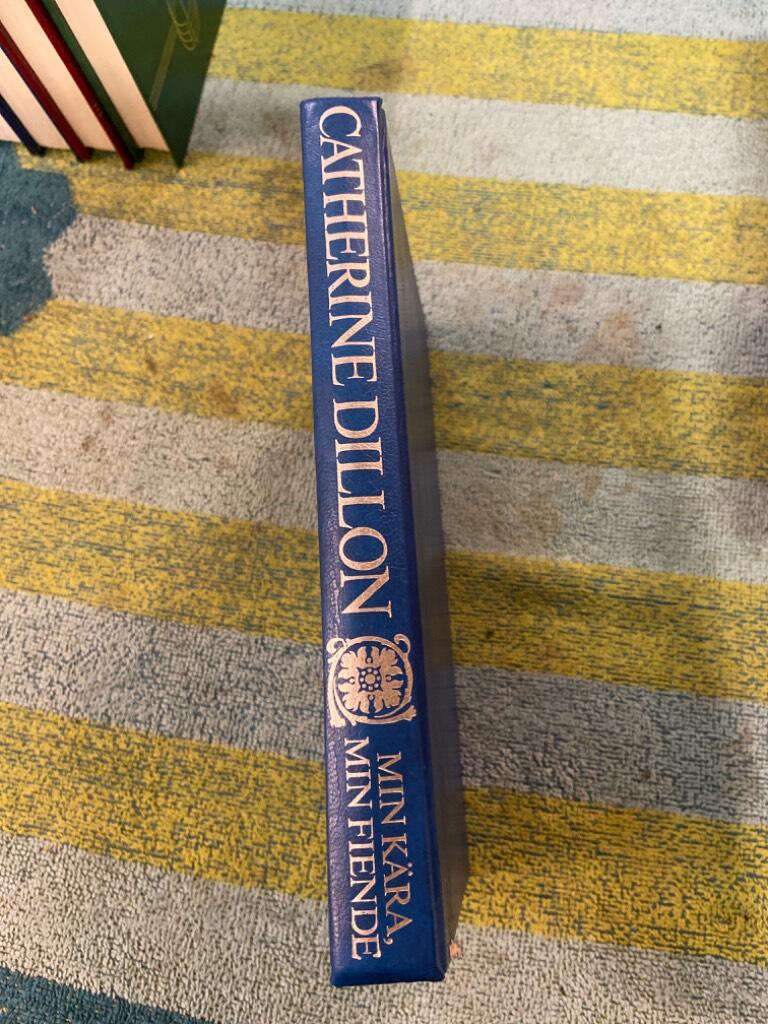 CATHERINE DILLON
MIN KÄRA,
MIN FIENDE